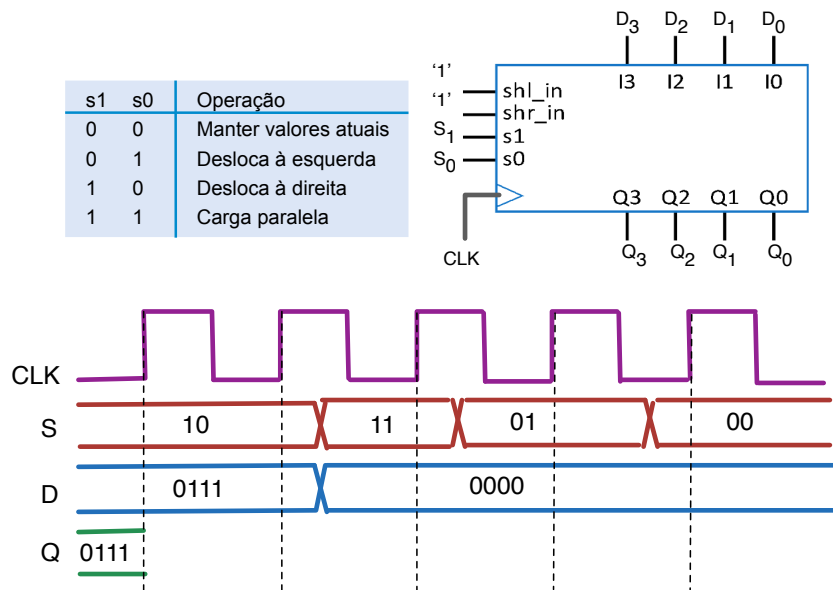 s1 s0 Operação
0 0 Manter valores atuais
0 1 Desloca à esquerda
1 0 Desloca à direita
1 1 Carga paralela
D3 D2 D1 D0
I3 I2 I1 I0
'1' shl_in
'1' shr_in
S1 s1
S0 s0
Q3 Q2 Q1 Q0
CLK
Q3 Q2 Q1 Q0
CLK
S 10 11 01 00
D 0111 0000
Q 0111